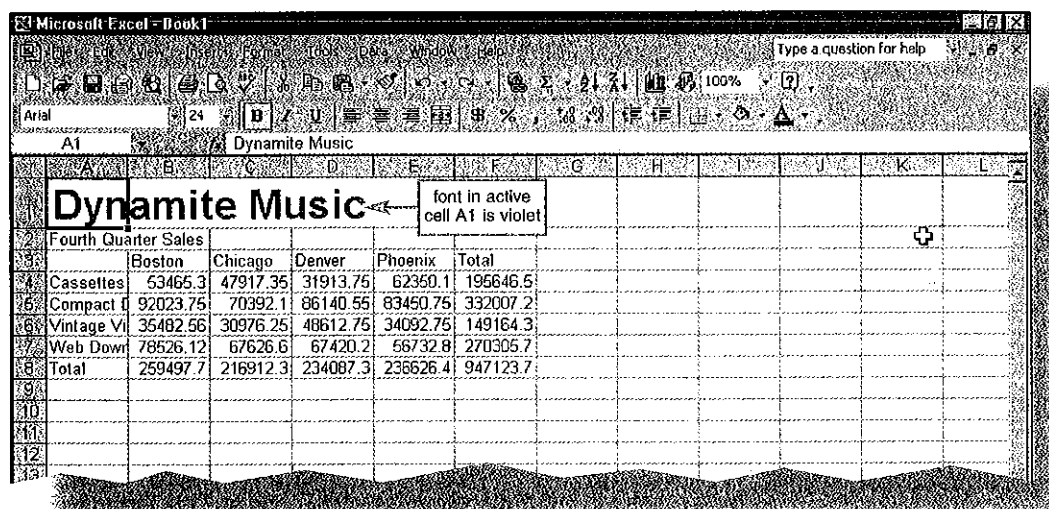 Microsoft Excel - Book1
File Edit View Insert Format Tools Data Window Help Type a question for help
100%
Arial 24 B I U $ % ,
A1 fx Dynamite Music
A B C D E F G H I J K L
1 Dynamite Music
font in active
cell A1 is violet
2 Fourth Quarter Sales
3 Boston Chicago Denver Phoenix Total
4 Cassettes 53465.3 47917.35 31913.75 62350.1 195646.5
5 Compact D 92023.75 70392.1 86140.55 83450.75 332007.2
6 Vintage Vi 35482.56 30976.25 48612.75 34092.75 149164.3
7 Web Down 78526.12 67626.6 67420.2 56732.8 270305.7
8 Total 259497.7 216912.3 234087.3 236626.4 947123.7
9
10
11
12
13